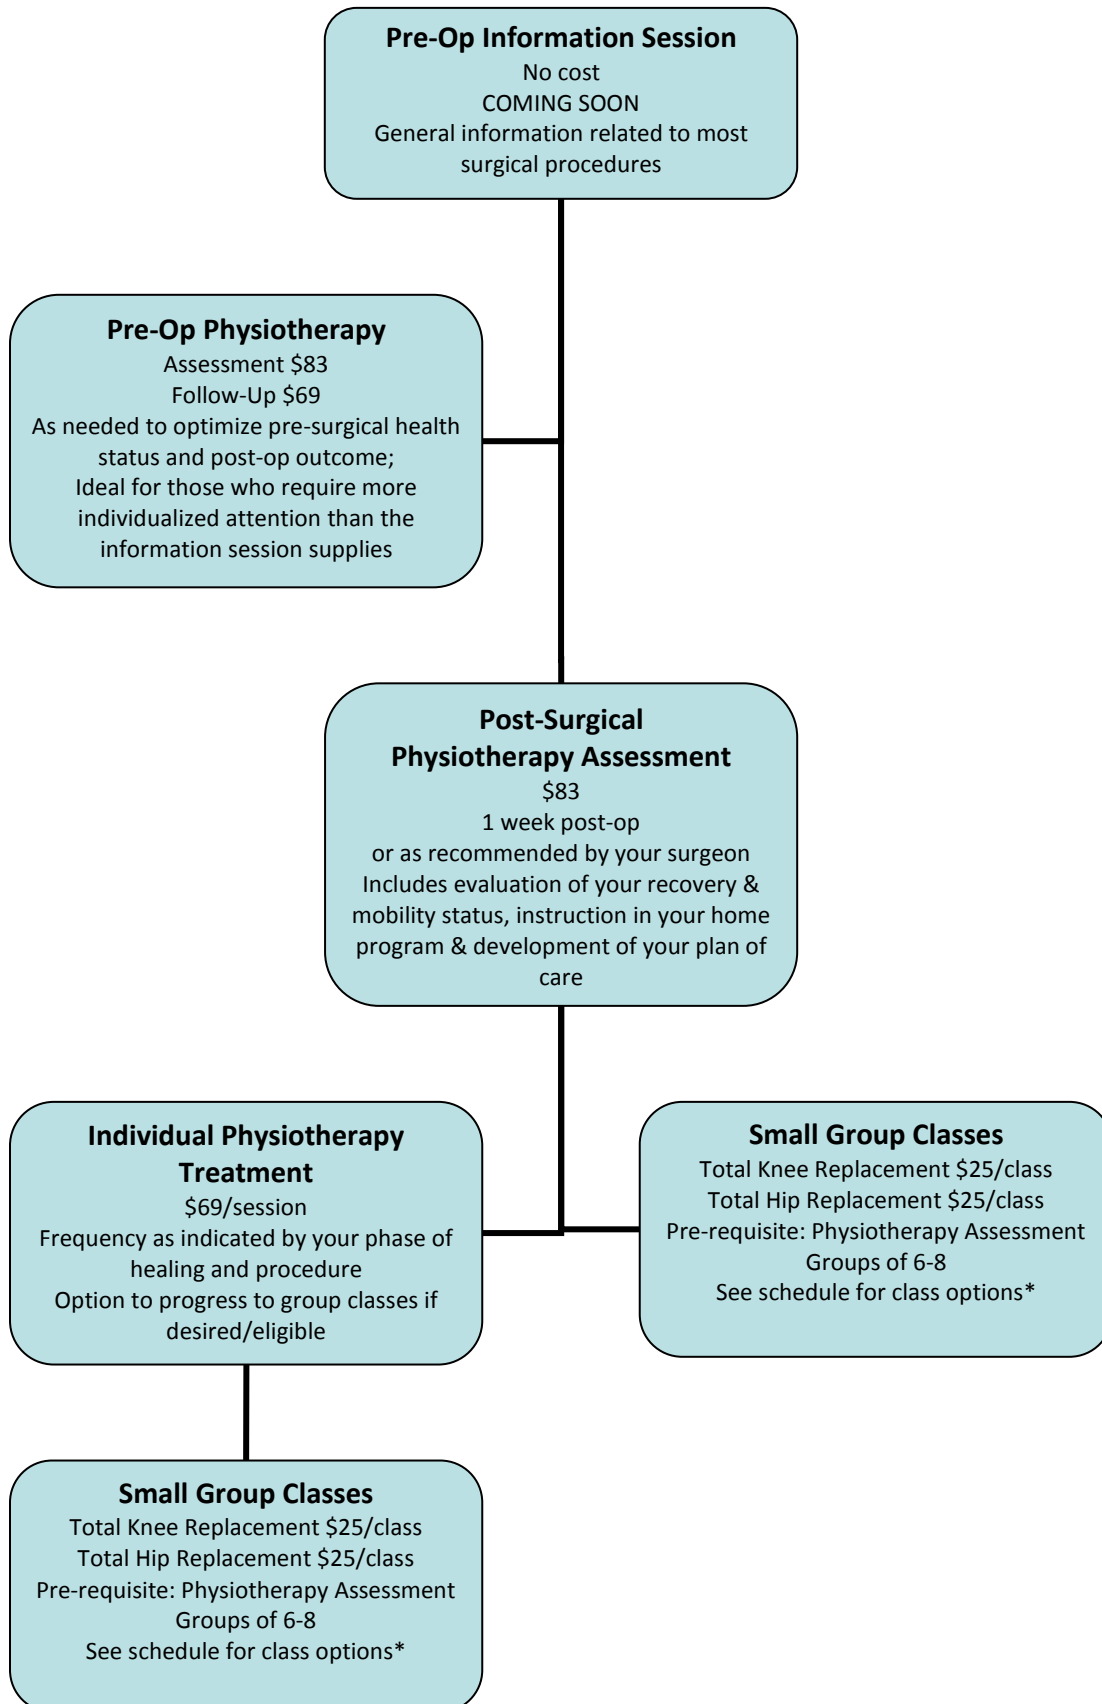 Pre-Op Information Session
No cost
COMING SOON
General information related to most
surgical procedures
Pre-Op Physiotherapy
Assessment $83
Follow-Up $69
As needed to optimize pre-surgical health
status and post-op outcome;
Ideal for those who require more
individualized attention than the
information session supplies
Post-Surgical
Physiotherapy Assessment
$83
1 week post-op
or as recommended by your surgeon
Includes evaluation of your recovery &
mobility status, instruction in your home
program & development of your plan of
care
Individual Physiotherapy
Treatment
$69/session
Frequency as indicated by your phase of
healing and procedure
Option to progress to group classes if
desired/eligible
Small Group Classes
Total Knee Replacement $25/class
Total Hip Replacement $25/class
Pre-requisite: Physiotherapy Assessment
Groups of 6-8
See schedule for class options*
Small Group Classes
Total Knee Replacement $25/class
Total Hip Replacement $25/class
Pre-requisite: Physiotherapy Assessment
Groups of 6-8
See schedule for class options*